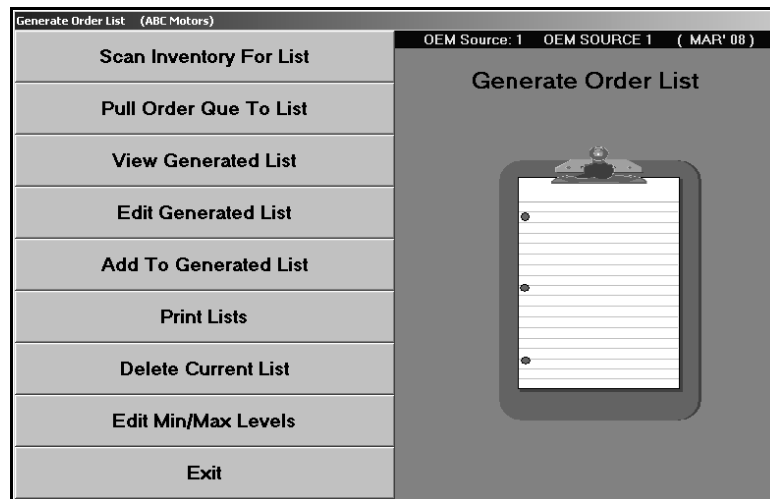 Generate Order List (ABC Motors)
Scan Inventory For List
Pull Order Que To List
View Generated List
Edit Generated List
Add To Generated List
Print Lists
Delete Current List
Edit Min/Max Levels
Exit
OEM Source: 1 OEM SOURCE 1 ( MAR' 08 )
Generate Order List